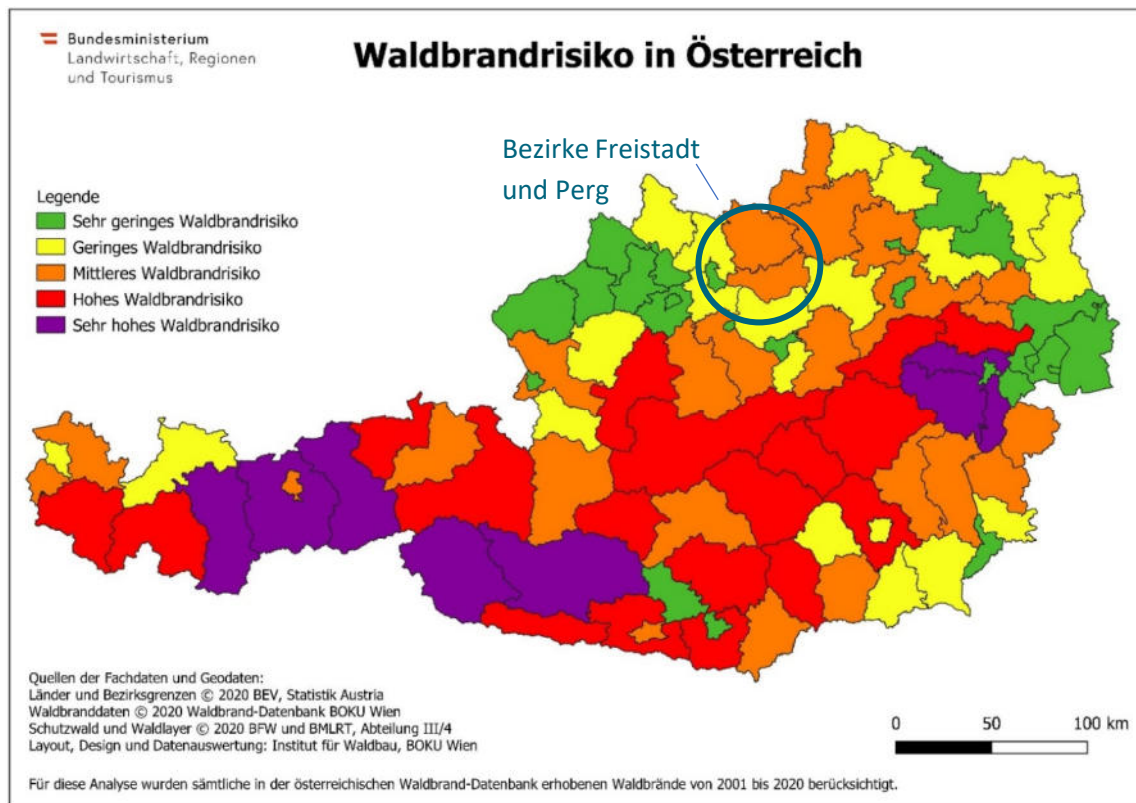 Bundesministerium
Landwirtschaft, Regionen
und Tourismus
Waldbrandrisiko in Österreich
Bezirke Freistadt
und Perg
Legende
Sehr geringes Waldbrandrisiko
Geringes Waldbrandrisiko
Mittleres Waldbrandrisiko
Hohes Waldbrandrisiko
Sehr hohes Waldbrandrisiko
Quellen der Fachdaten und Geodaten:
Länder und Bezirksgrenzen © 2020 BEV, Statistik Austria
Waldbranddaten © 2020 Waldbrand-Datenbank BOKU Wien
Schutzwald und Waldlayer © 2020 BFW und BMLRT, Abteilung III/4
Layout, Design und Datenauswertung: Institut für Waldbau, BOKU Wien
0 50 100 km
Für diese Analyse wurden sämtliche in der österreichischen Waldbrand-Datenbank erhobenen Waldbrände von 2001 bis 2020 berücksichtigt.